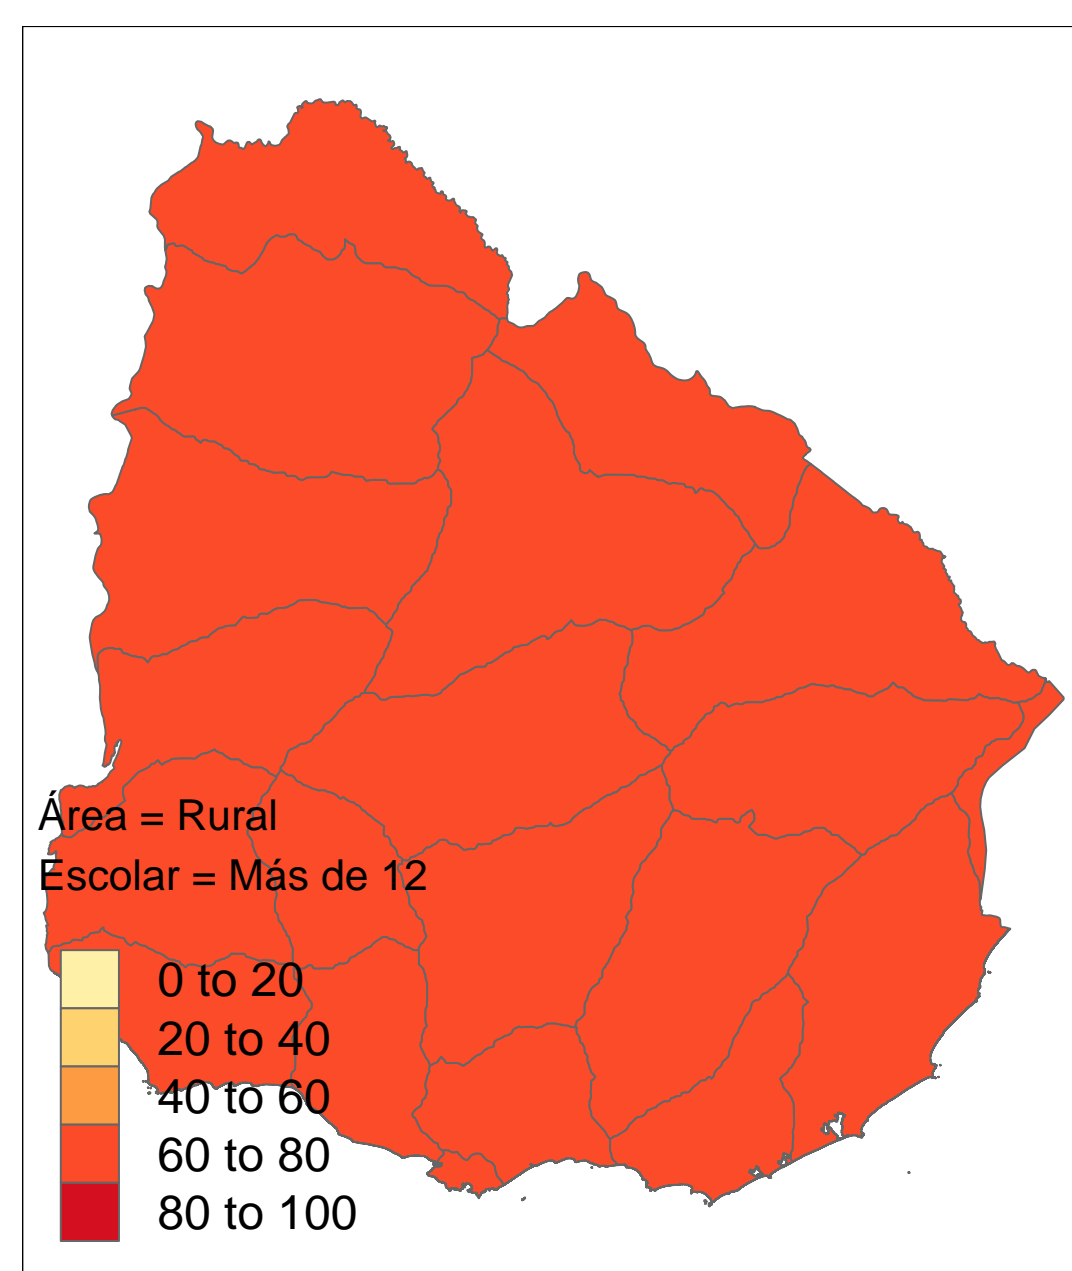 Área = Rural
Escolar = Más de 12
0 to 20
20 to 40
40 to 60
60 to 80
80 to 100